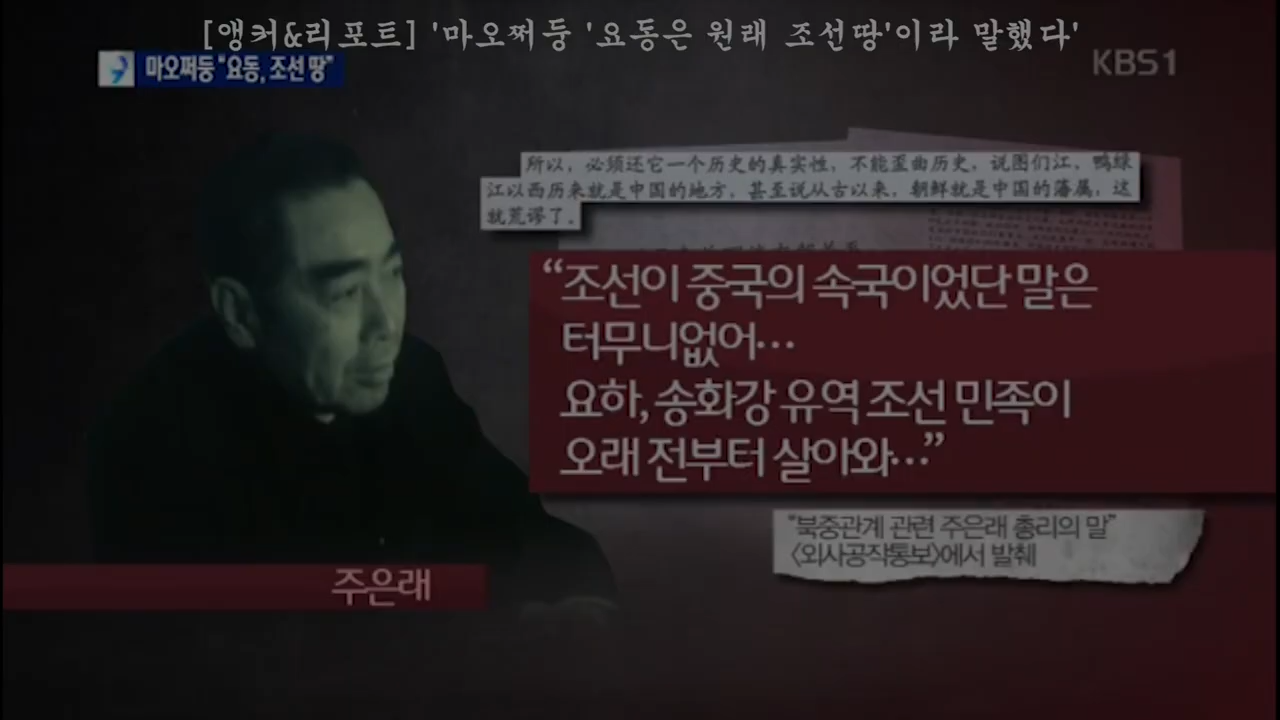 [앵커&리포트] '마오쩌둥 '요동은 원래 조선땅'이라 말했다'
마오쩌둥 "요동, 조선 땅"
KBS1
所以，必须还它一个历史的真实性，不能歪曲历史，说图们江，鸭绿
江以西历来就是中国的地方，甚至说从古以来，朝鲜就是中国的藩属，这
就荒谬了。
“조선이 중국의 속국이었단 말은
터무니없어…
요하, 송화강 유역 조선 민족이
오래 전부터 살아와…”
“북중관계 관련 주은래 총리의 말”
〈외사공작통보〉에서 발췌
주은래